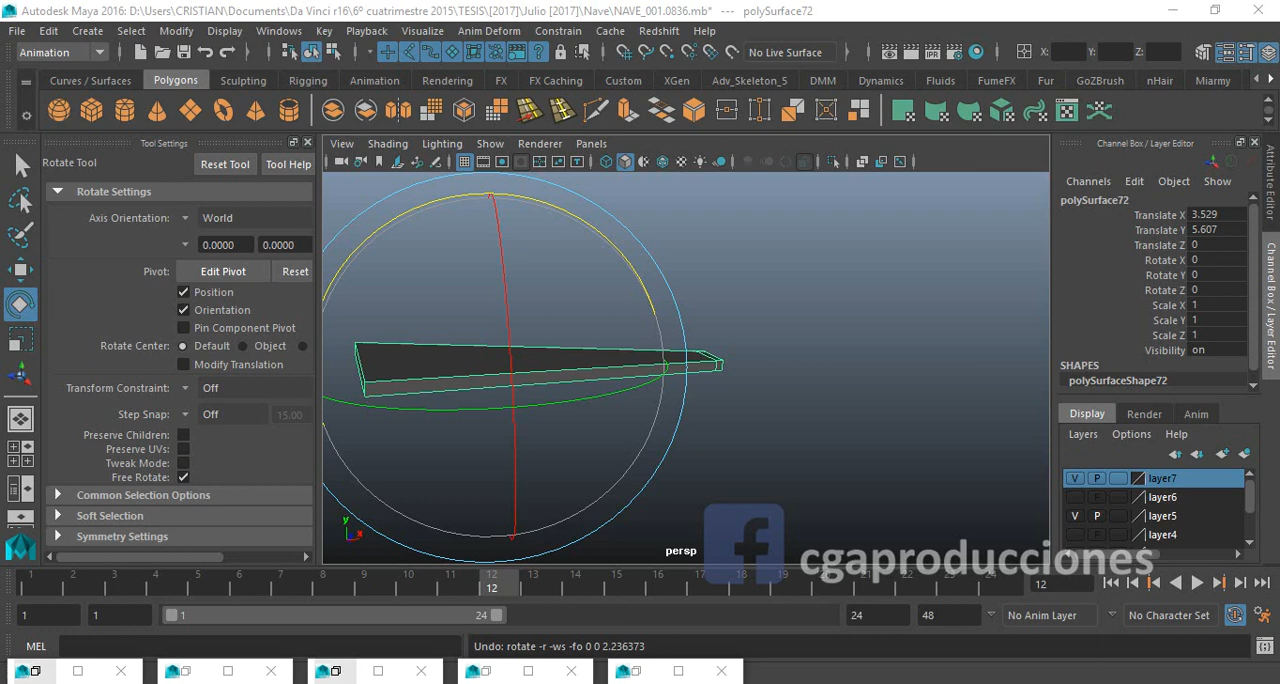 Autodesk Maya 2016: D:\Users\CRISTIAN\Documents\Da Vinci r16\6º cuatrimestre 2015\TESIS\[2017]\Julio [2017]\Nave\NAVE_001.0836.mb* --- polySurface72
File Edit Create Select Modify Display Windows Key Playback Visualize Anim Deform Constrain Cache Redshift Help
Animation No Live Surface X: Y: Z:
Curves / Surfaces Polygons Sculpting Rigging Animation Rendering FX FX Caching Custom XGen Adv_Skeleton_5 DMM Dynamics Fluids FumeFX Fur GoZBrush nHair Miarmy
Tool Settings
Rotate Tool Reset Tool Tool Help
Rotate Settings
Axis Orientation: World
0.0000 0.0000
Pivot: Edit Pivot Reset
Position
Orientation
Pin Component Pivot
Rotate Center: Default Object
Modify Translation
Transform Constraint: Off
Step Snap: Off 15.00
Preserve Children:
Preserve UVs:
Tweak Mode:
Free Rotate:
Common Selection Options
Soft Selection
Symmetry Settings
View Shading Lighting Show Renderer Panels
y
x
persp
f cgaproducciones
Channel Box / Layer Editor
Channels Edit Object Show
polySurface72
Translate X 3.529
Translate Y 5.607
Translate Z 0
Rotate X 0
Rotate Y 0
Rotate Z 0
Scale X 1
Scale Y 1
Scale Z 1
Visibility on
SHAPES
polySurfaceShape72
Display Render Anim
Layers Options Help
V P layer7
layer6
V P layer5
layer4
Attribute Editor
Channel Box / Layer Editor
1 2 3 4 5 6 7 8 9 10 11 12 13 14 15 16 17 18 19 20 21 22 23 24
12 12
1 1 1 24 24 48 No Anim Layer No Character Set
MEL Undo: rotate -r -ws -fo 0 0 2.236373